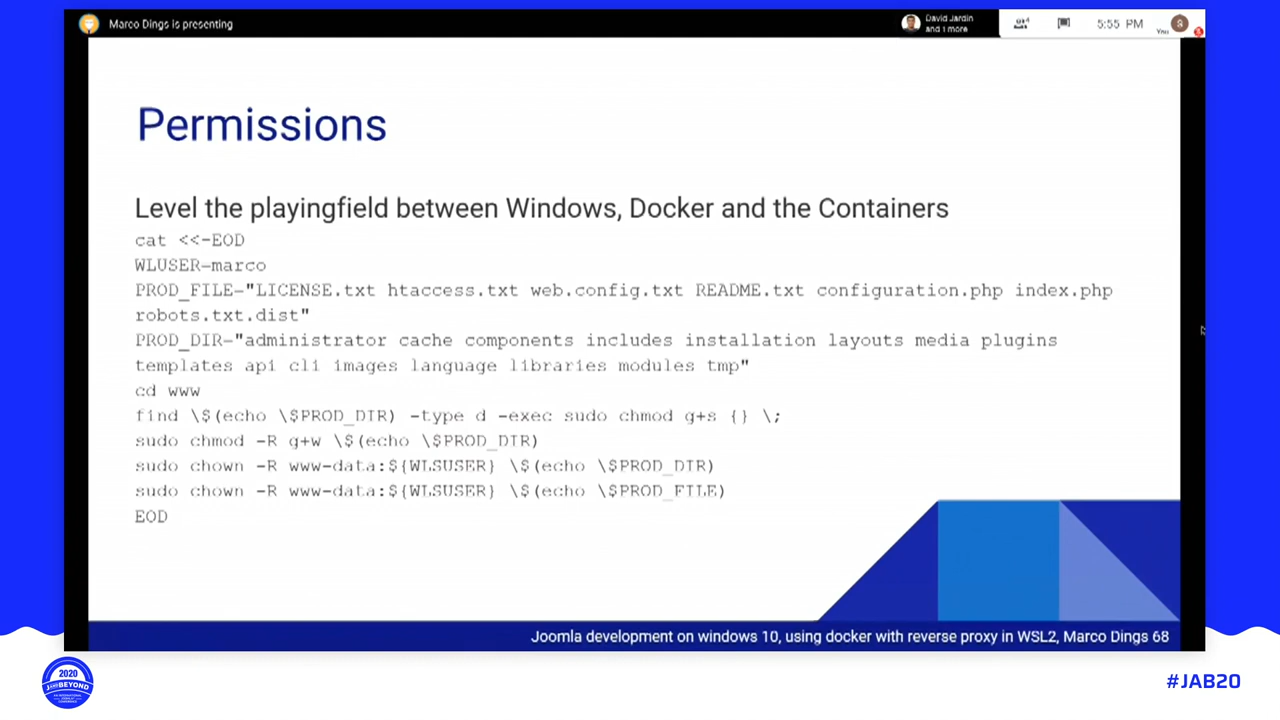 Marco Dings is presenting
David Jardin
and 1 more
5:55 PM
You
S
Permissions
Level the playingfield between Windows, Docker and the Containers
cat <<-EOD
WLUSER=marco
PROD_FILE="LICENSE.txt htaccess.txt web.config.txt README.txt configuration.php index.php
robots.txt.dist"
PROD_DIR="administrator cache components includes installation layouts media plugins
templates api cli images language libraries modules tmp"
cd www
find \$(echo \$PROD_DIR) -type d -exec sudo chmod g+s {} \;
sudo chmod -R g+w \$(echo \$PROD_DIR)
sudo chown -R www-data:${WLSUSER} \$(echo \$PROD_DIR)
sudo chown -R www-data:${WLSUSER} \$(echo \$PROD_FILE)
EOD
Joomla development on windows 10, using docker with reverse proxy in WSL2, Marco Dings 68
2020
BEYOND
#JAB20